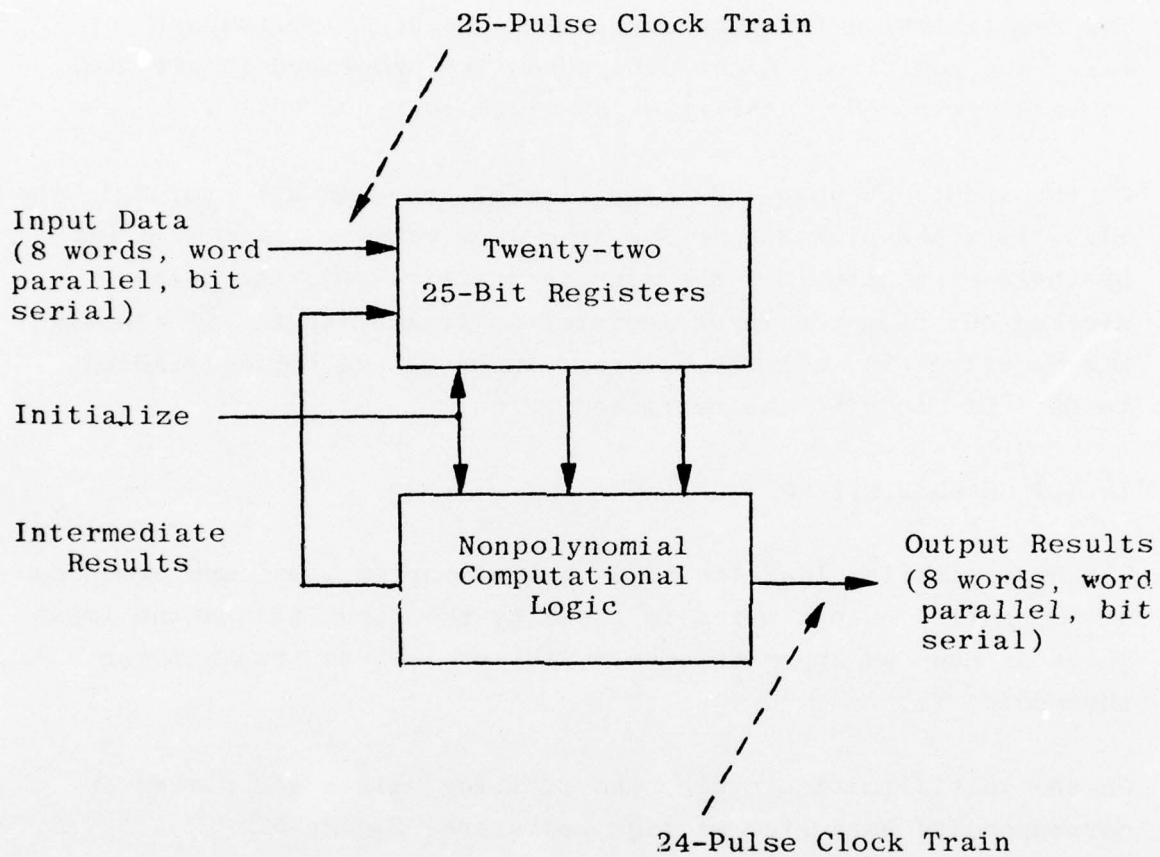 25-Pulse Clock Train
Input Data
(8 words, word
parallel, bit
serial)
Twenty-two
25-Bit Registers
Initialize
Intermediate
Results
Nonpolynomial
Computational
Logic
Output Results
(8 words, word
parallel, bit
serial)
24-Pulse Clock Train